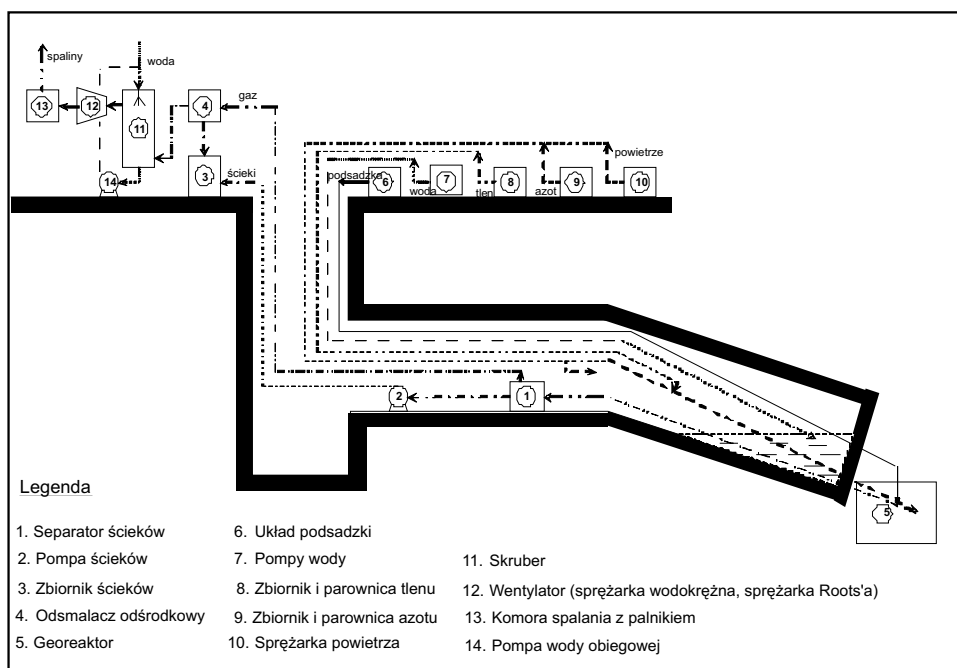 spaliny
woda
gaz
13
12
11
4
14
3
ścieki
podsadzka
6
woda
7
tlen
8
azot
9
powietrze
10
2
1
5
Legenda
1. Separator ścieków
2. Pompa ścieków
3. Zbiornik ścieków
4. Odsmalacz odśrodkowy
5. Georeaktor
6. Układ podsadzki
7. Pompy wody
8. Zbiornik i parownica tlenu
9. Zbiornik i parownica azotu
10. Sprężarka powietrza
11. Skruber
12. Wentylator (sprężarka wodokrężna, sprężarka Roots'a)
13. Komora spalania z palnikiem
14. Pompa wody obiegowej